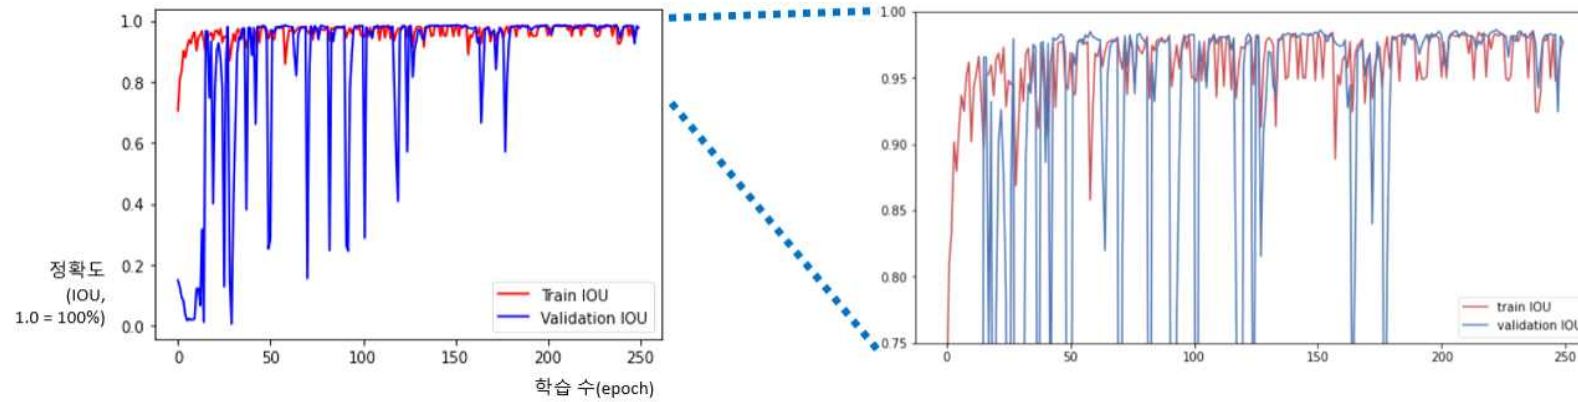 1.0
0.8
0.6
0.4
0.2
0.0
정확도
(IOU,
1.0 = 100%)
Train IOU
Validation IOU
0 50 100 150 200 250
학습 수(epoch)
1.00
0.95
0.90
0.85
0.80
0.75
train IOU
validation IOU
0 50 100 150 200 250